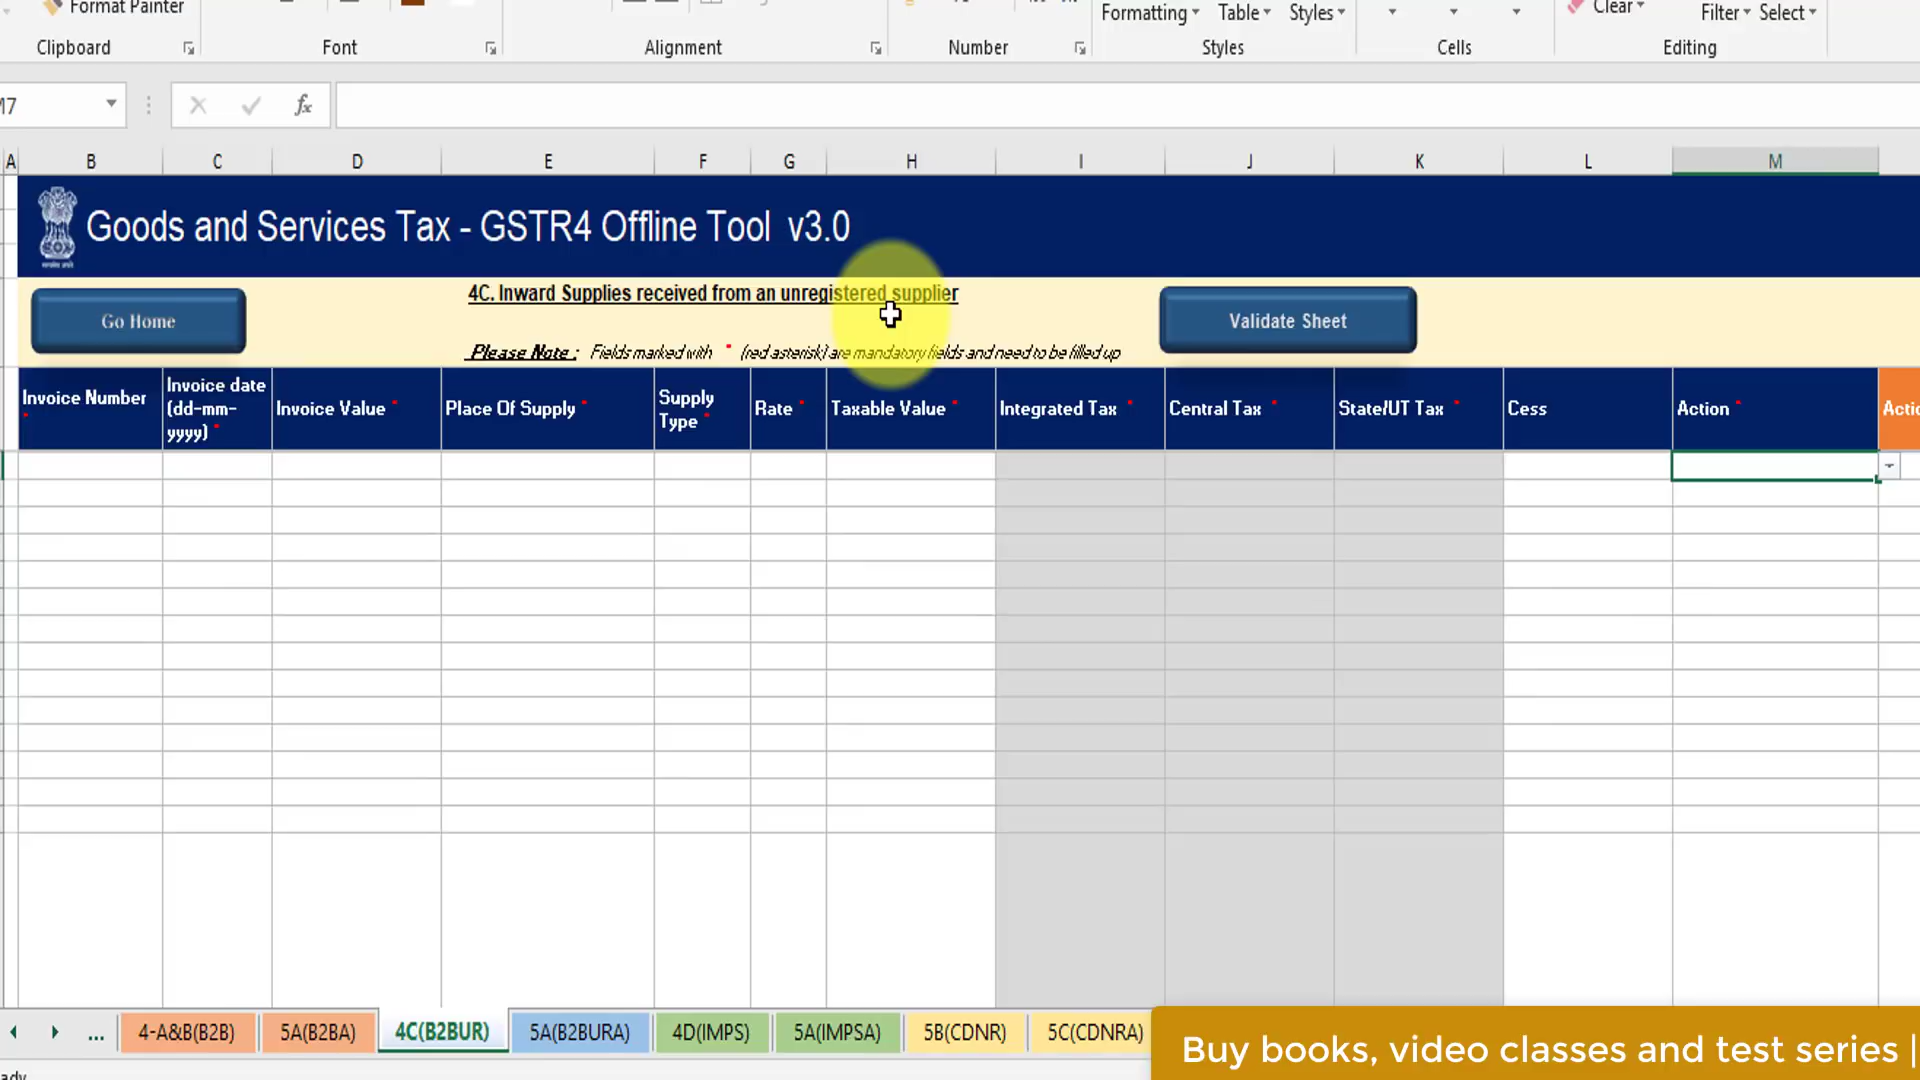 Format Painter
Formatting Table Styles
Clear
Filter Select
Clipboard Font Alignment Number Styles Cells Editing
M7 fx
A B C D E F G H I J K L M
Goods and Services Tax - GSTR4 Offline Tool v3.0
4C. Inward Supplies received from an unregistered supplier
Go Home
Validate Sheet
Please Note : Fields marked with * (red asterisk) are mandatory fields and need to be filled up
Invoice Number *
Invoice date (dd-mm-yyyy) *
Invoice Value *
Place Of Supply *
Supply Type *
Rate *
Taxable Value *
Integrated Tax *
Central Tax *
State/UT Tax *
Cess
Action *
... 4-A&B(B2B) 5A(B2BA) 4C(B2BUR) 5A(B2BURA) 4D(IMPS) 5A(IMPSA) 5B(CDNR) 5C(CDNRA)
Buy books, video classes and test series |